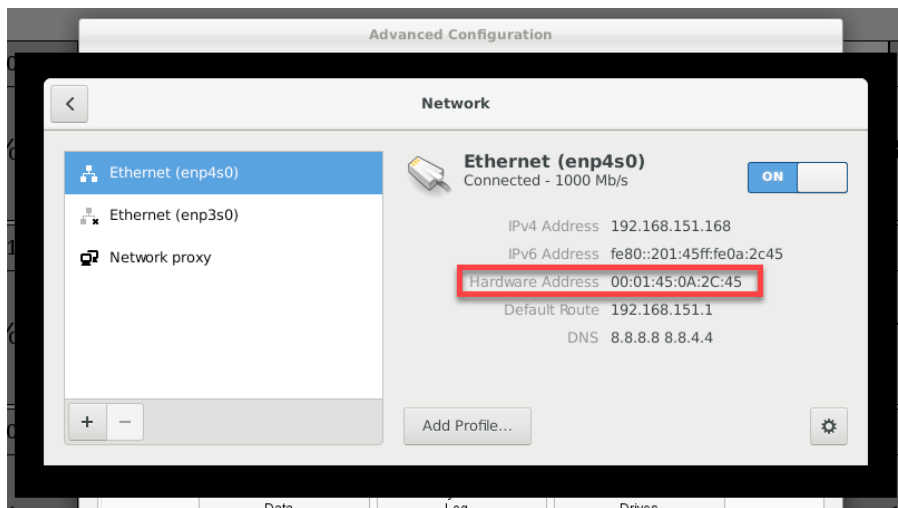 Advanced Configuration
Network
Ethernet (enp4s0)
Ethernet (enp3s0)
Network proxy
Ethernet (enp4s0)
Connected - 1000 Mb/s
ON
IPv4 Address 192.168.151.168
IPv6 Address fe80::201:45ff:fe0a:2c45
Hardware Address 00:01:45:0A:2C:45
Default Route 192.168.151.1
DNS 8.8.8.8 8.8.4.4
+ −
Add Profile...
Data Log Drives